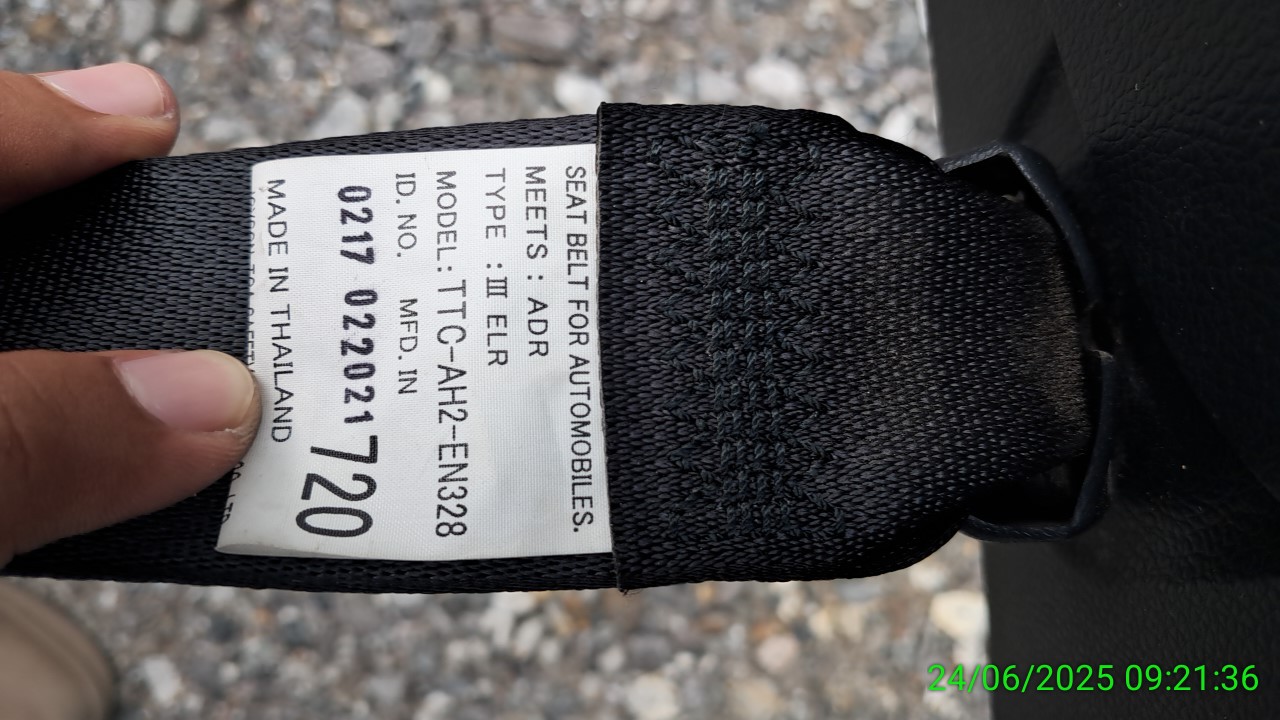 SEAT BELT FOR AUTOMOBILES.
MEETS : ADR
TYPE : Ⅲ ELR
MODEL : TTC-AH2-EN328
ID. NO. MFD. IN
0217 022021 720
MADE IN THAILAND
24/06/2025 09:21:36